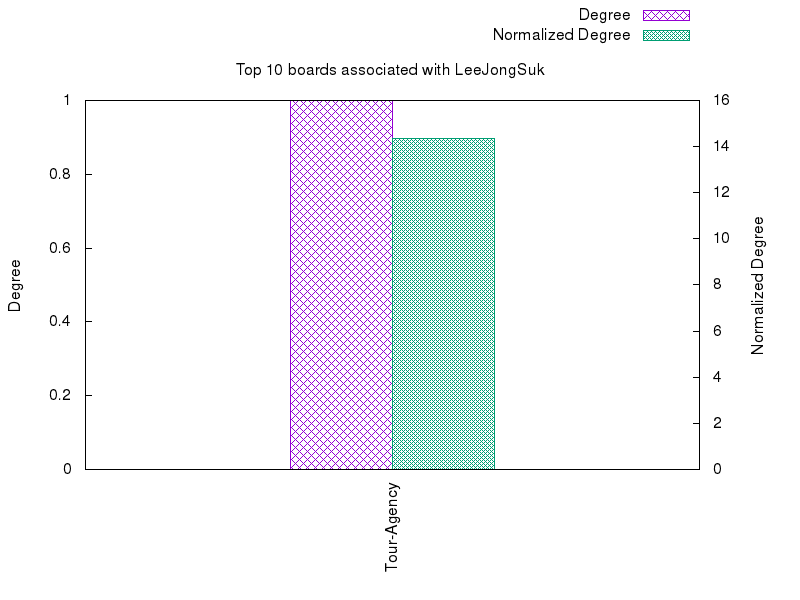 Degree
Normalized Degree
Top 10 boards associated with LeeJongSuk
1
0.8
0.6
0.4
0.2
0
16
14
12
10
8
6
4
2
0
Degree
Normalized Degree
Tour-Agency